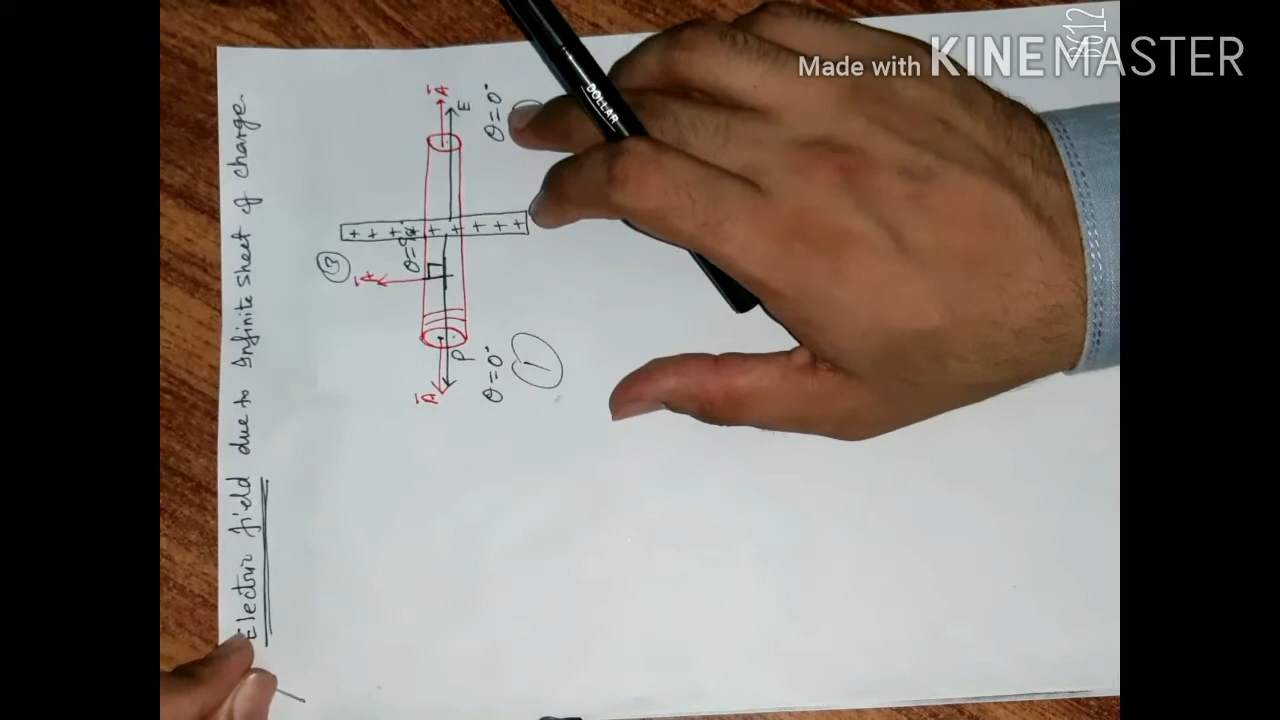 Electric field due to Infinite sheet of charge.
Ā
E
θ=0°
+ + + + + + + +
θ=90°
3
Ā
P
Ā
θ=0°
1
DOLLAR
Made with KINEMASTER